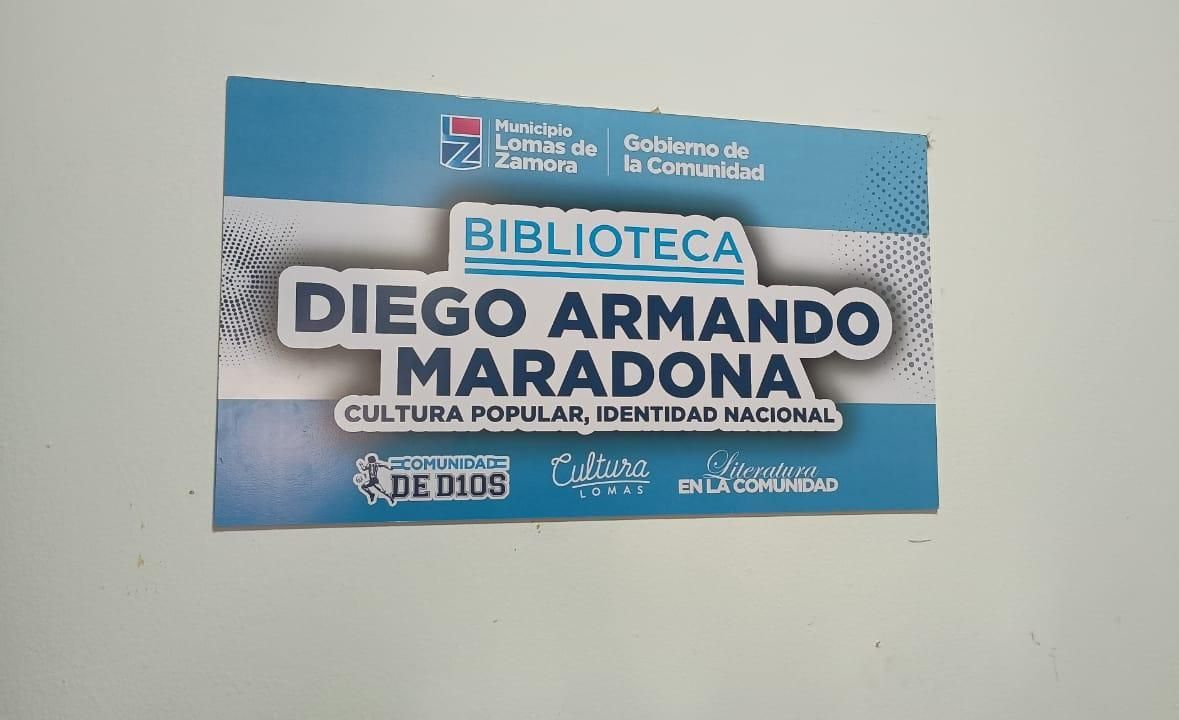 Municipio
Lomas de
Zamora
Gobierno de
la Comunidad
BIBLIOTECA
DIEGO ARMANDO
MARADONA
CULTURA POPULAR, IDENTIDAD NACIONAL
COMUNIDAD
DE D10S
Cultura
LOMAS
Literatura
EN LA COMUNIDAD